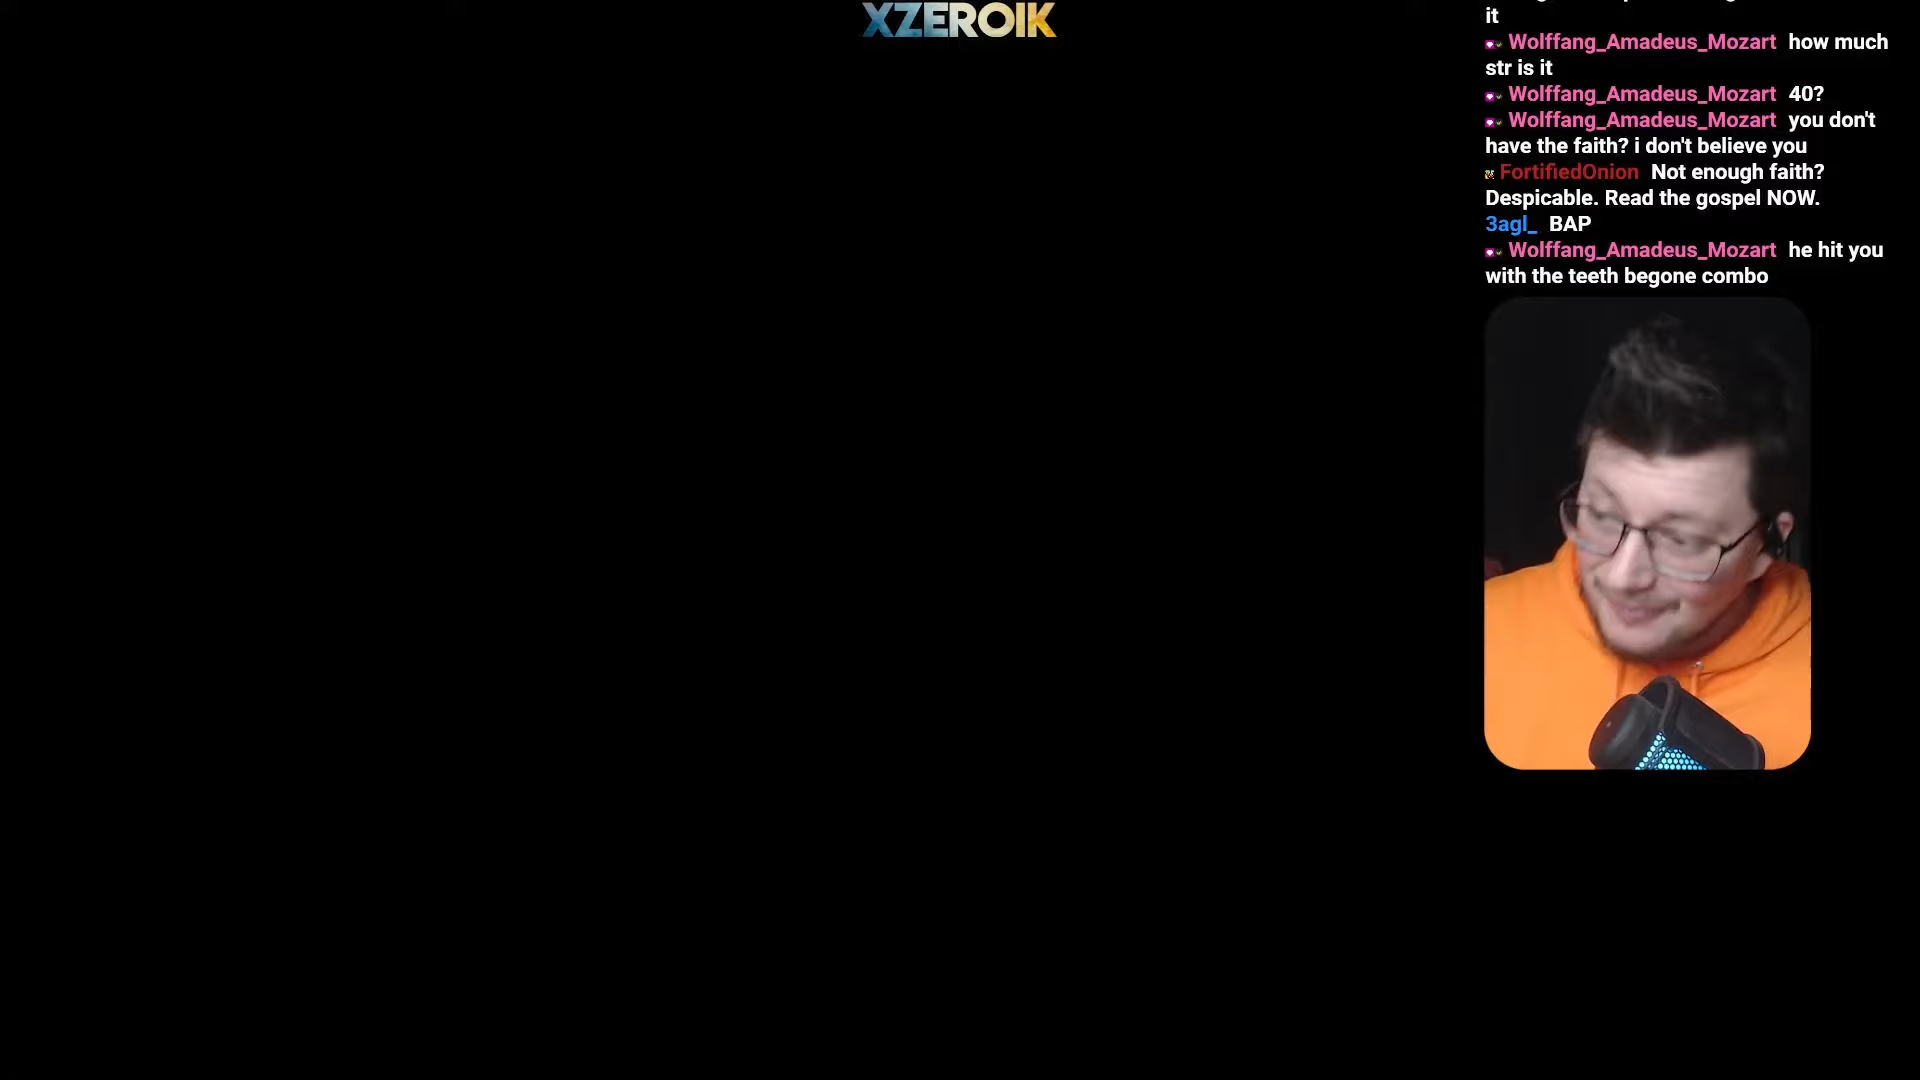 XZEROIK
it
Wolffang_Amadeus_Mozart how much
str is it
Wolffang_Amadeus_Mozart 40?
Wolffang_Amadeus_Mozart you don't
have the faith? i don't believe you
FortifiedOnion Not enough faith?
Despicable. Read the gospel NOW.
3agl_ BAP
Wolffang_Amadeus_Mozart he hit you
with the teeth begone combo